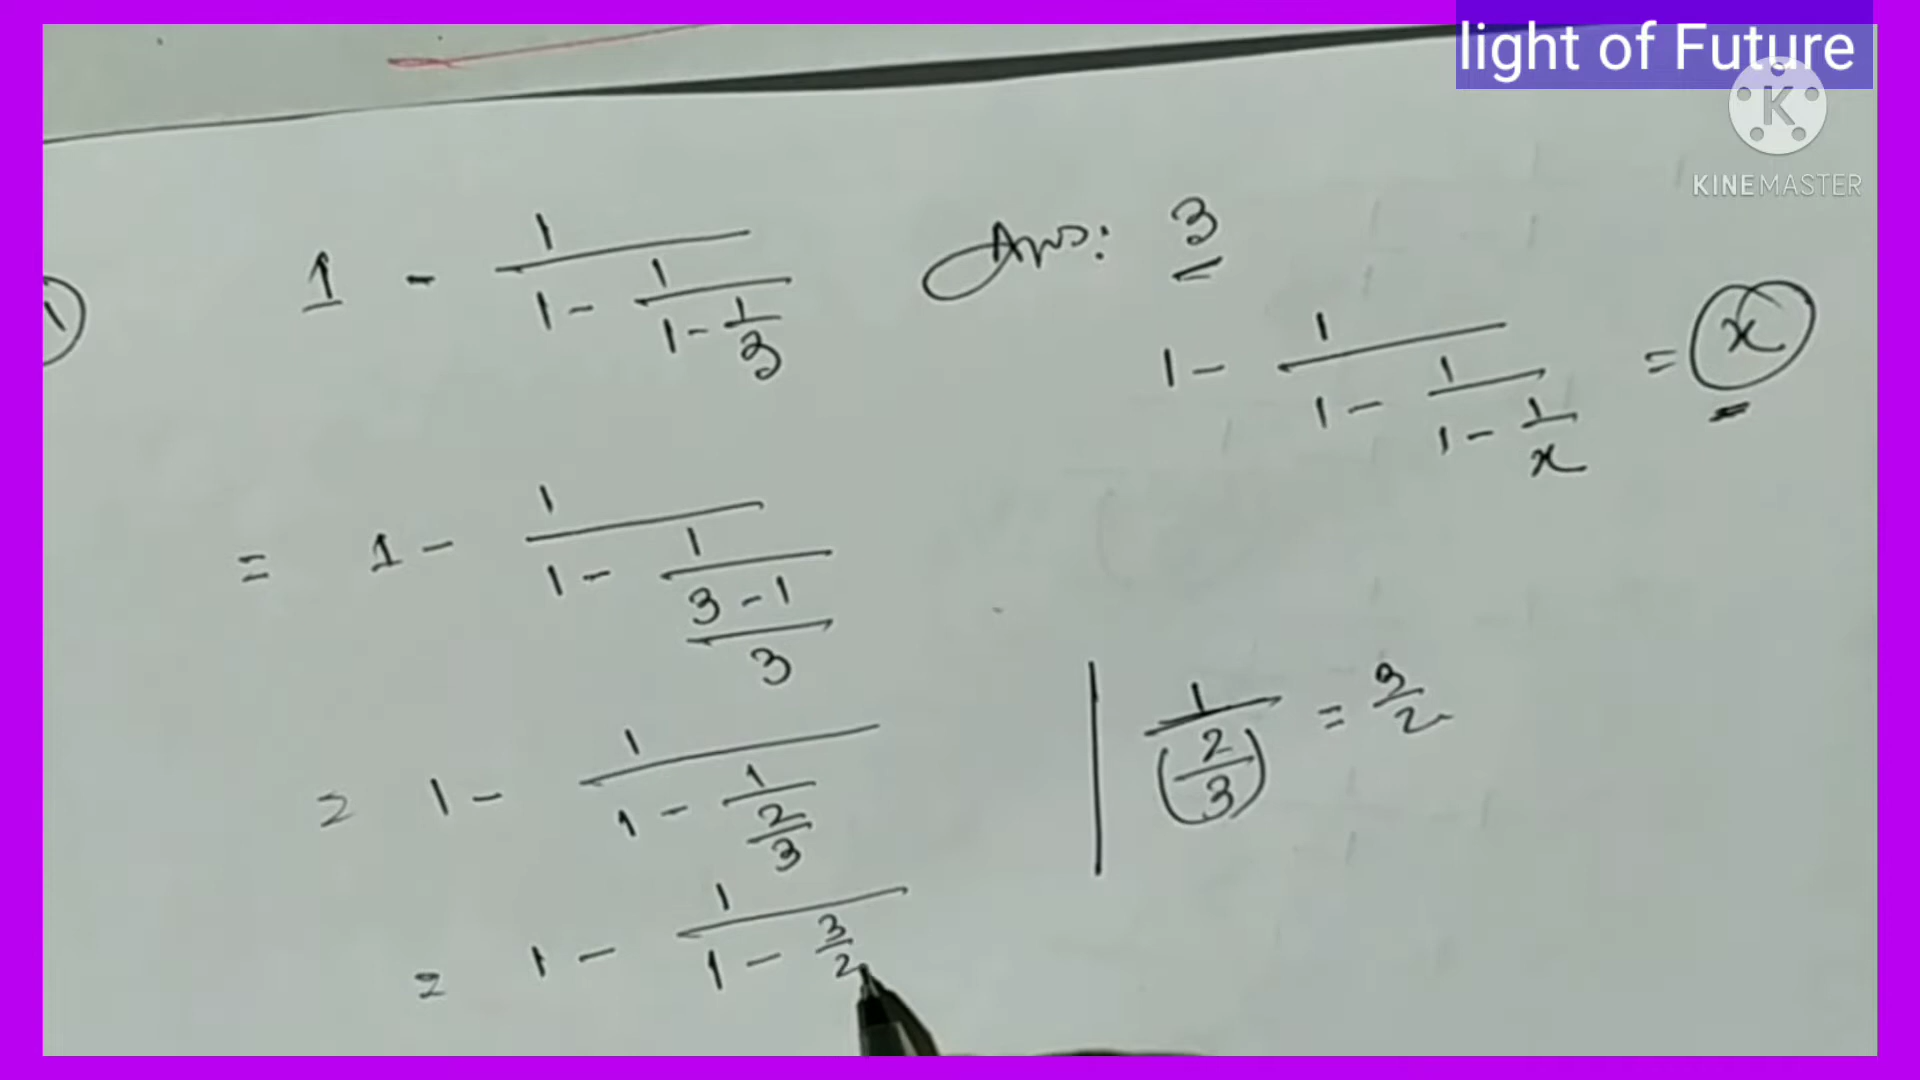 light of Future
KINEMASTER
1 1 - 1/(1 - 1/(1 - 1/3)) Ans: 3
1 - 1/(1 - 1/(1 - 1/x)) = x
= 1 - 1/(1 - 1/((3 - 1)/3))
= 1 - 1/(1 - 1/(2/3)) | 1/(2/3) = 3/2
= 1 - 1/(1 - 3/2)